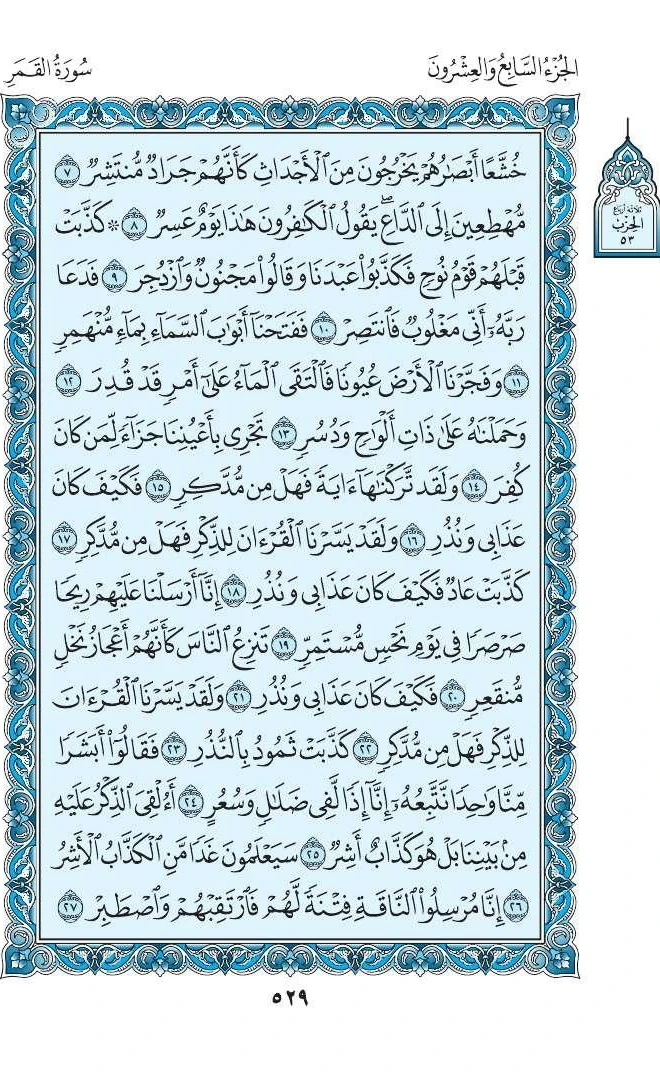 الجُزْءُ السَّابِعُ وَالعِشْرُونَ
سُورَةُ القَمَرِ
خُشَّعًا أَبْصَٰرُهُمْ يَخْرُجُونَ مِنَ ٱلْأَجْدَاثِ كَأَنَّهُمْ جَرَادٌ مُّنتَشِرٌ ٧
مُّهْطِعِينَ إِلَى ٱلدَّاعِۖ يَقُولُ ٱلْكَٰفِرُونَ هَٰذَا يَوْمٌ عَسِرٌ ٨ ۞ كَذَّبَتْ
قَبْلَهُمْ قَوْمُ نُوحٍ فَكَذَّبُوا۟ عَبْدَنَا وَقَالُوا۟ مَجْنُونٌ وَٱزْدُجِرَ ٩ فَدَعَا
رَبَّهُۥٓ أَنِّى مَغْلُوبٌ فَٱنتَصِرْ ١٠ فَفَتَحْنَآ أَبْوَٰبَ ٱلسَّمَآءِ بِمَآءٍ مُّنْهَمِرٍ
١١ وَفَجَّرْنَا ٱلْأَرْضَ عُيُونًا فَٱلْتَقَى ٱلْمَآءُ عَلَىٰٓ أَمْرٍ قَدْ قُدِرَ ١٢
وَحَمَلْنَٰهُ عَلَىٰ ذَاتِ أَلْوَٰحٍ وَدُسُرٍ ١٣ تَجْرِى بِأَعْيُنِنَا جَزَآءً لِّمَن كَانَ
كُفِرَ ١٤ وَلَقَد تَّرَكْنَٰهَآ ءَايَةً فَهَلْ مِن مُّدَّكِرٍ ١٥ فَكَيْفَ كَانَ
عَذَابِى وَنُذُرِ ١٦ وَلَقَدْ يَسَّرْنَا ٱلْقُرْءَانَ لِلذِّكْرِ فَهَلْ مِن مُّدَّكِرٍ ١٧
كَذَّبَتْ عَادٌ فَكَيْفَ كَانَ عَذَابِى وَنُذُرِ ١٨ إِنَّآ أَرْسَلْنَا عَلَيْهِمْ رِيحًا
صَرْصَرًا فِى يَوْمِ نَحْسٍ مُّسْتَمِرٍّ ١٩ تَنزِعُ ٱلنَّاسَ كَأَنَّهُمْ أَعْجَازُ نَخْلٍ
مُّنقَعِرٍ ٢٠ فَكَيْفَ كَانَ عَذَابِى وَنُذُرِ ٢١ وَلَقَدْ يَسَّرْنَا ٱلْقُرْءَانَ
لِلذِّكْرِ فَهَلْ مِن مُّدَّكِرٍ ٢٢ كَذَّبَتْ ثَمُودُ بِٱلنُّذُرِ ٢٣ فَقَالُوٓا۟ أَبَشَرًا
مِّنَّا وَٰحِدًا نَّتَّبِعُهُۥٓ إِنَّآ إِذًا لَّفِى ضَلَٰلٍ وَسُعُرٍ ٢٤ أَءُلْقِىَ ٱلذِّكْرُ عَلَيْهِ
مِنۢ بَيْنِنَا بَلْ هُوَ كَذَّابٌ أَشِرٌ ٢٥ سَيَعْلَمُونَ غَدًا مَّنِ ٱلْكَذَّابُ ٱلْأَشِرُ
٢٦ إِنَّا مُرْسِلُوا۟ ٱلنَّاقَةِ فِتْنَةً لَّهُمْ فَٱرْتَقِبْهُمْ وَٱصْطَبِرْ ٢٧
ثلاثة أرباع
الحزب
٥٣
٥٢٩